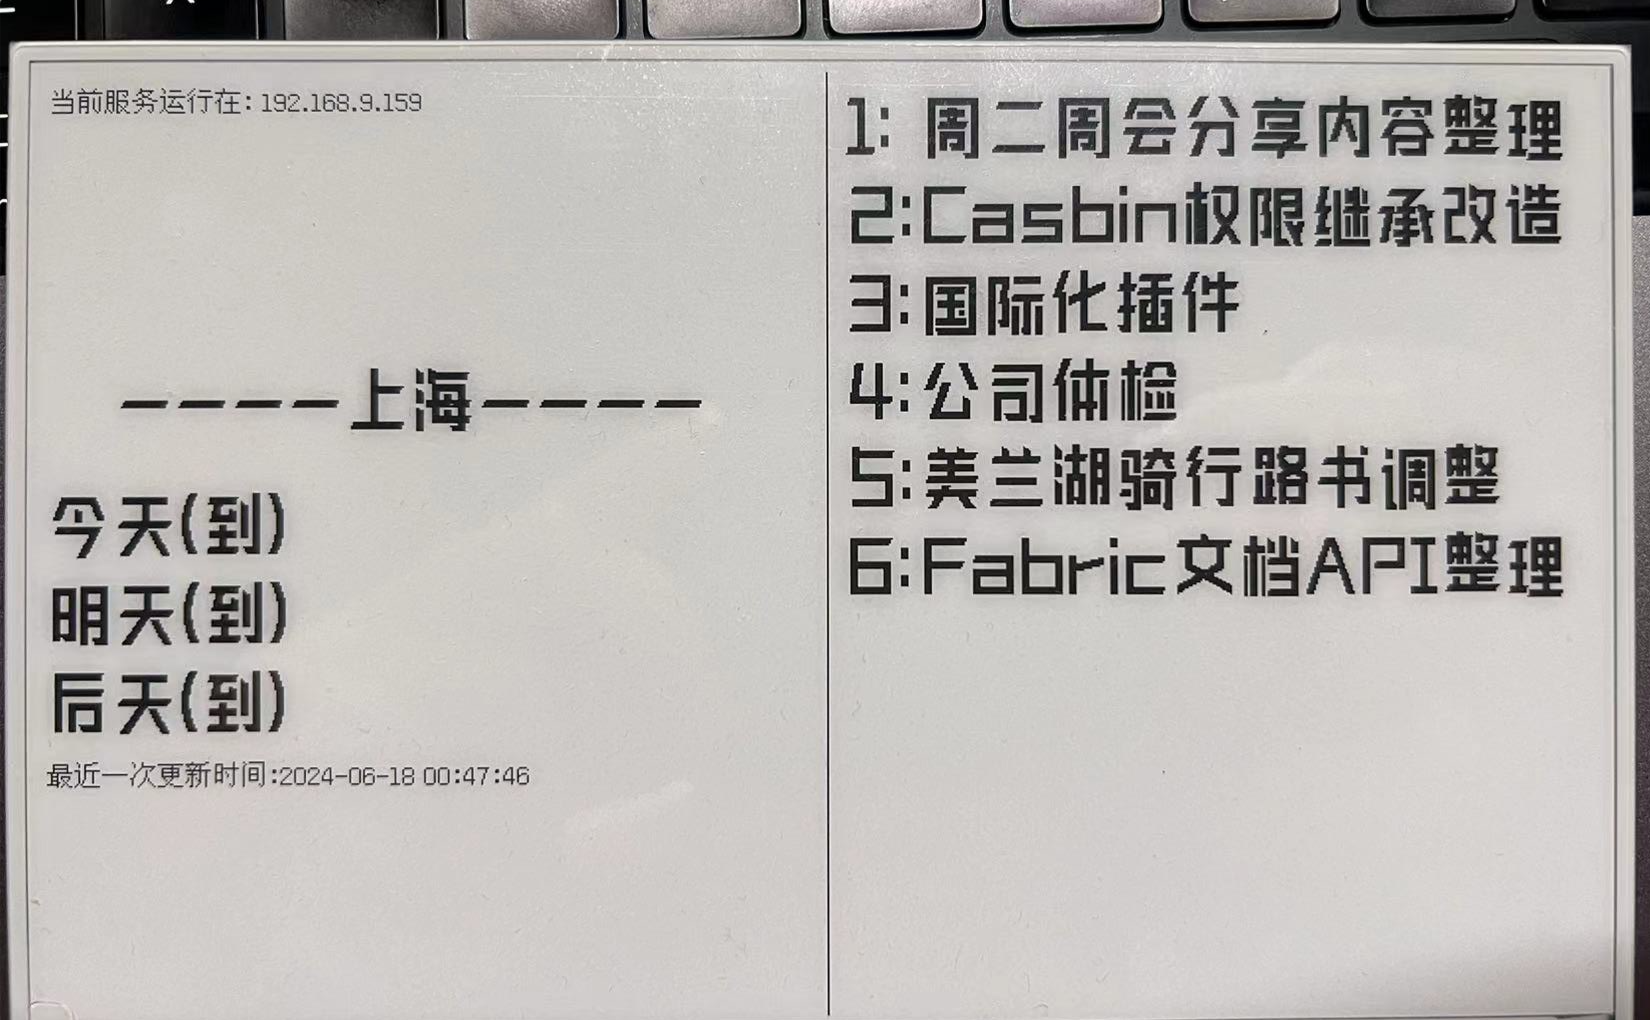 当前服务运行在: 192.168.9.159
----上海----
今天(到)
明天(到)
后天(到)
最近一次更新时间:2024-06-18 00:47:46
1: 周二周会分享内容整理
2:Casbin权限继承改造
3:国际化插件
4:公司体检
5:美兰湖骑行路书调整
6:Fabric文档API整理